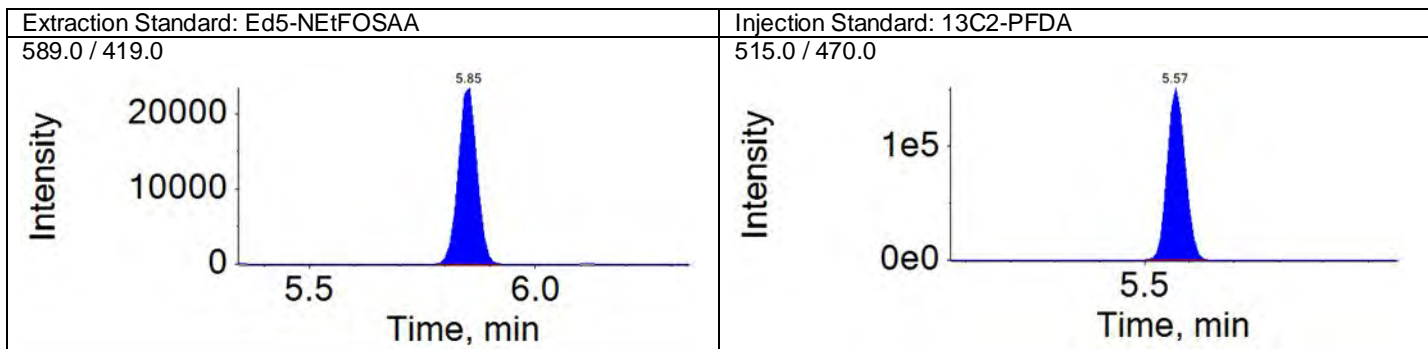 Extraction Standard: Ed5-NEtFOSAA
589.0 / 419.0
5.85
Intensity
20000
10000
0
5.5 6.0
Time, min
Injection Standard: 13C2-PFDA
515.0 / 470.0
5.57
Intensity
1e5
0e0
5.5
Time, min